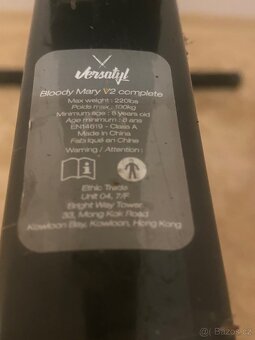 Versatyl
Bloody Mary V2 complete
Max weight : 220lbs
Poids max. : 100kg
Minimum age : 8 years old
Age minimum : 8 ans
EN14619 - Class A
Made in China
Fabriqué en Chine
Warning / Attention :
Ethic Trade
Unit 04, 7/F
Bright Way Tower
33, Mong Kok Road
Kowloon Bay, Kowloon, Hong Kong
Bazos.cz